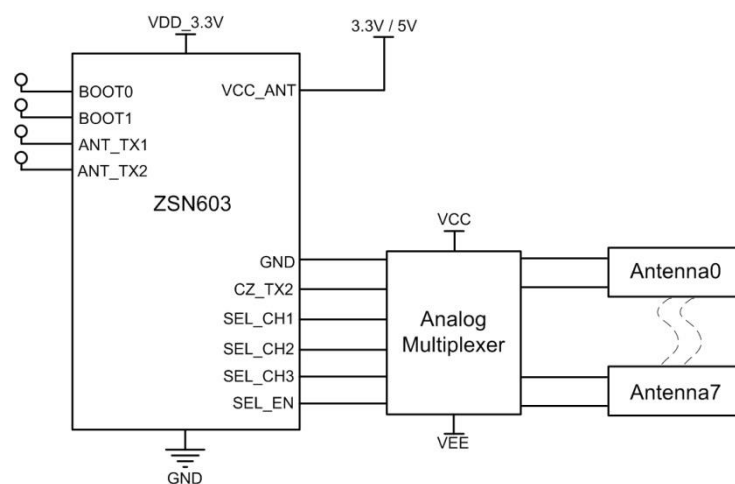 VDD_3.3V
3.3V / 5V
BOOT0
VCC_ANT
BOOT1
ANT_TX1
ANT_TX2
ZSN603
VCC
GND
Antenna0
CZ_TX2
SEL_CH1
Analog
Multiplexer
SEL_CH2
SEL_CH3
Antenna7
SEL_EN
VEE
GND